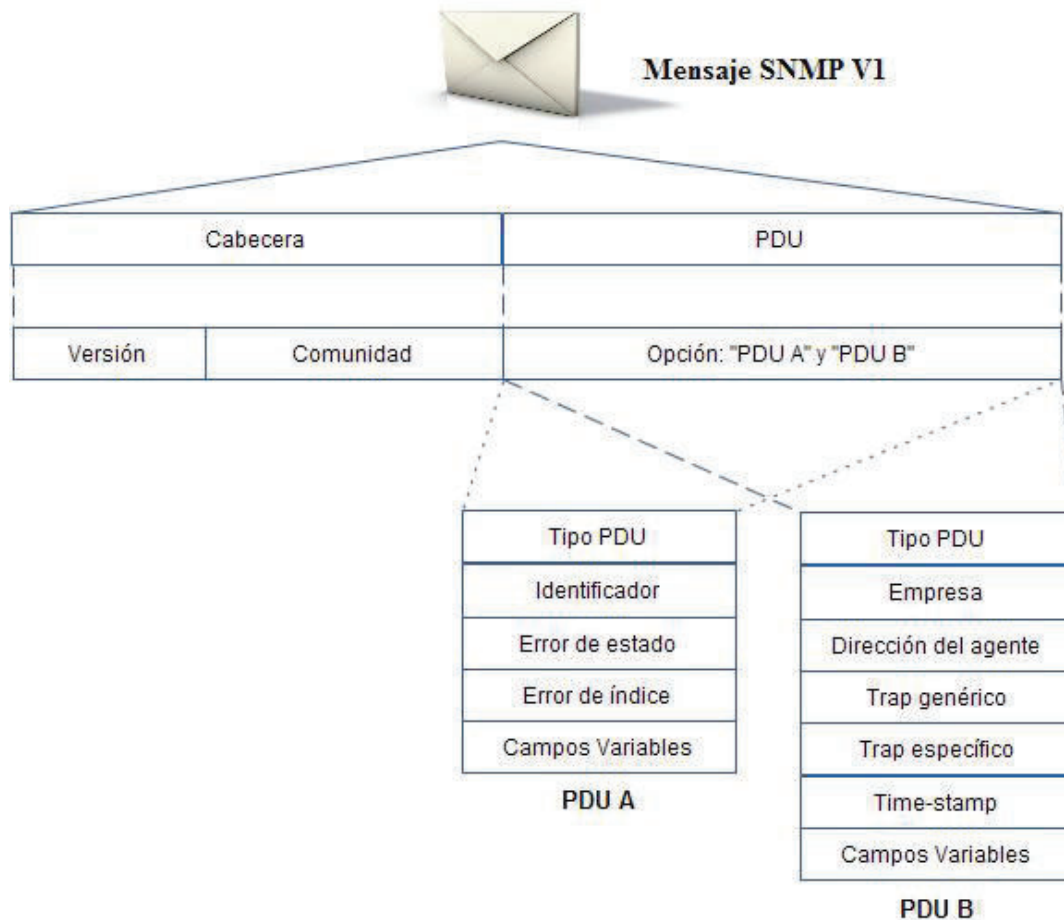 Mensaje SNMP V1
Cabecera
PDU
Versión
Comunidad
Opción: "PDU A" y "PDU B"
Tipo PDU
Identificador
Error de estado
Error de índice
Campos Variables
PDU A
Tipo PDU
Empresa
Dirección del agente
Trap genérico
Trap específico
Time-stamp
Campos Variables
PDU B